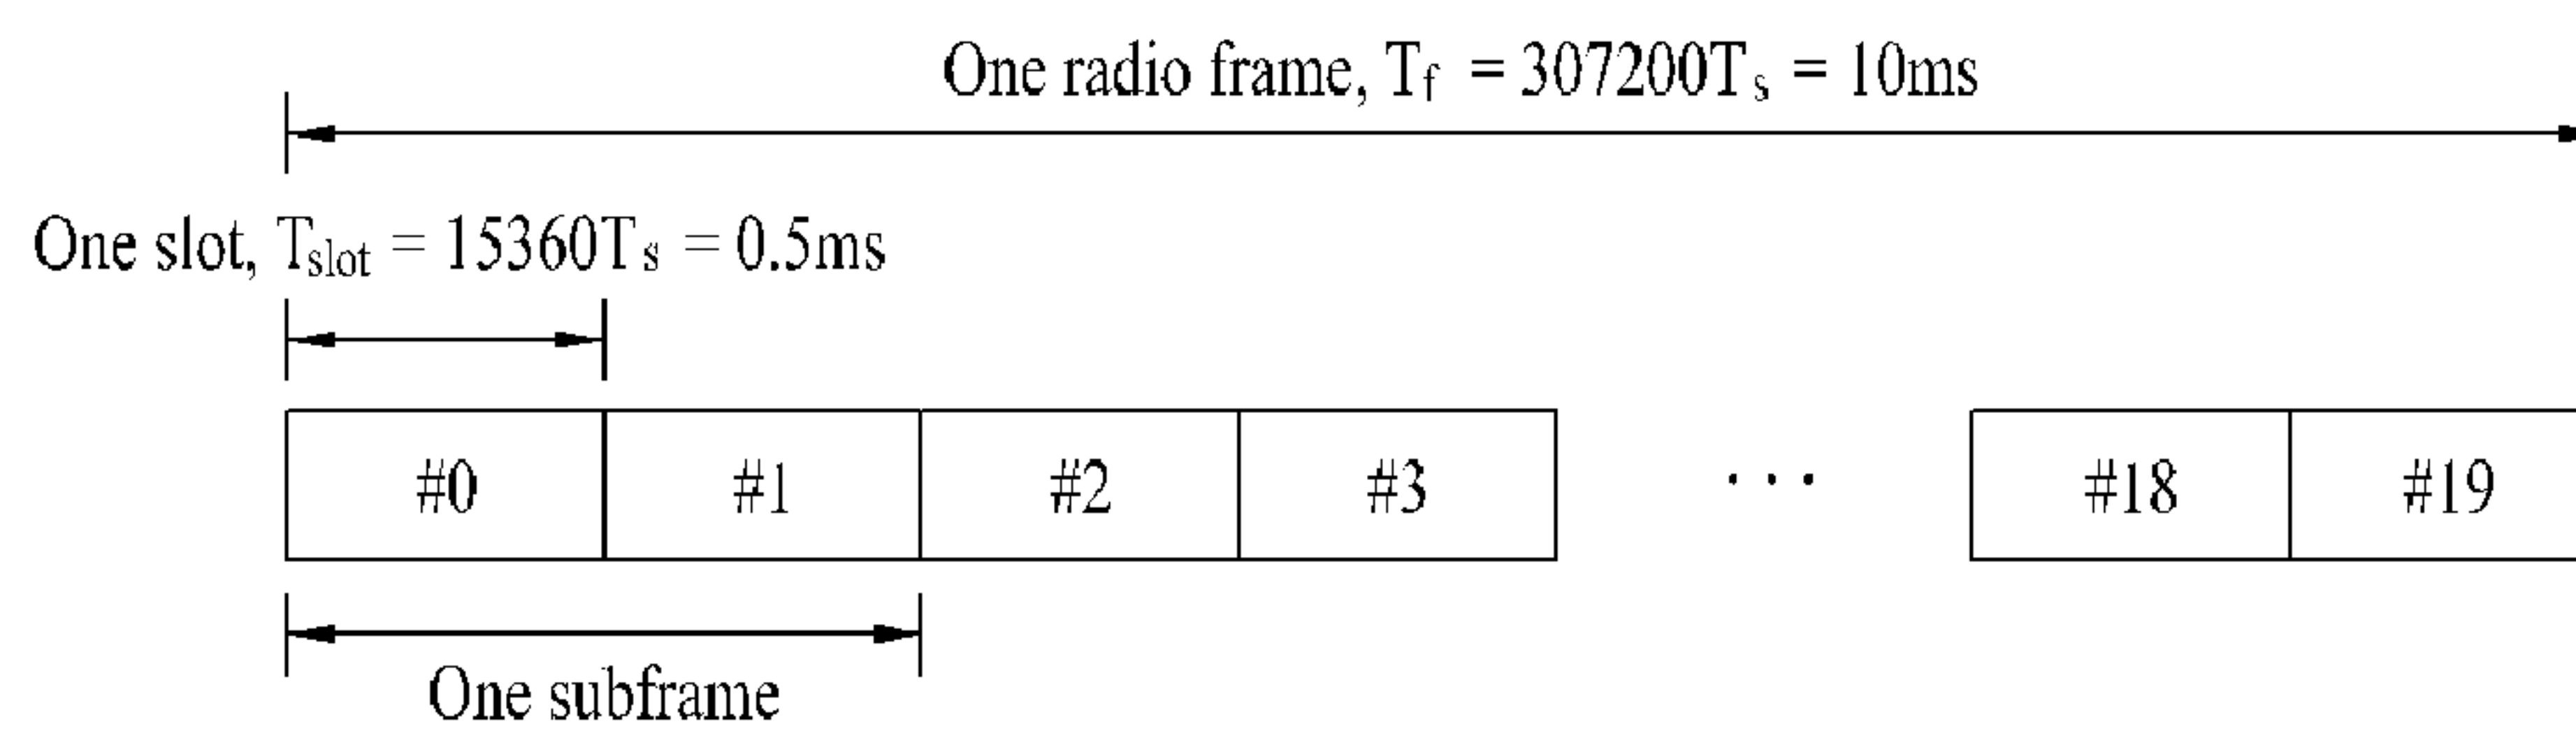 One radio frame, Tf = 307200Ts = 10ms
One slot, Tslot = 15360Ts = 0.5ms
#0 #1 #2 #3 ··· #18 #19
One subframe